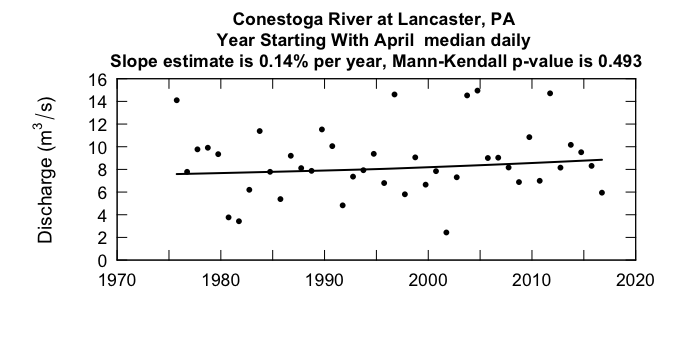 Conestoga River at Lancaster, PA
Year Starting With April median daily
Slope estimate is 0.14% per year, Mann-Kendall p-value is 0.493
Discharge (m³/s)
16
14
12
10
8
6
4
2
0
1970 1980 1990 2000 2010 2020